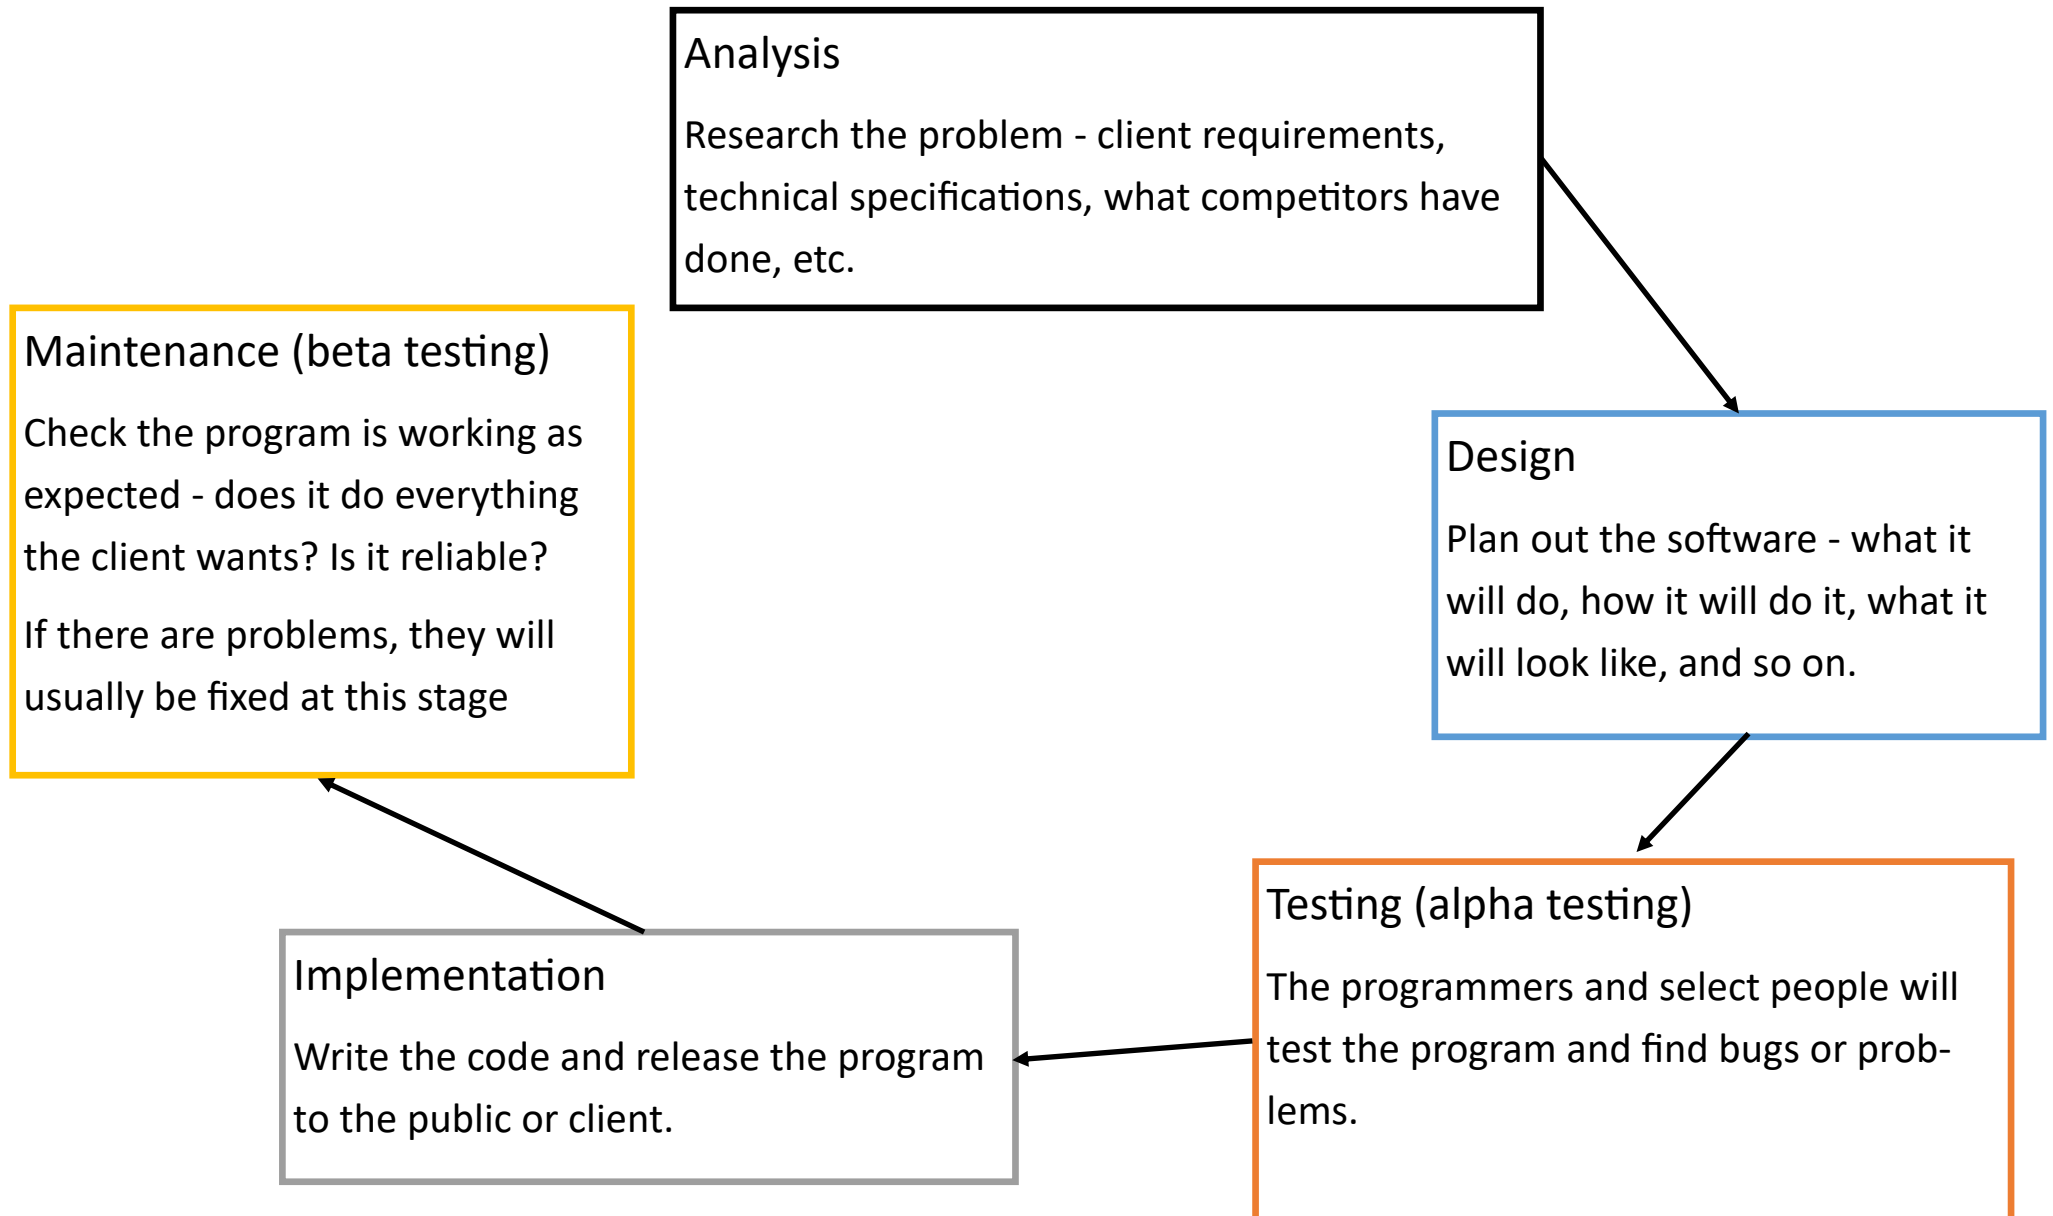 Analysis
Research the problem - client requirements,
technical specifications, what competitors have
done, etc.
Design
Plan out the software - what it
will do, how it will do it, what it
will look like, and so on.
Testing (alpha testing)
The programmers and select people will
test the program and find bugs or prob-
lems.
Implementation
Write the code and release the program
to the public or client.
Maintenance (beta testing)
Check the program is working as
expected - does it do everything
the client wants? Is it reliable?
If there are problems, they will
usually be fixed at this stage